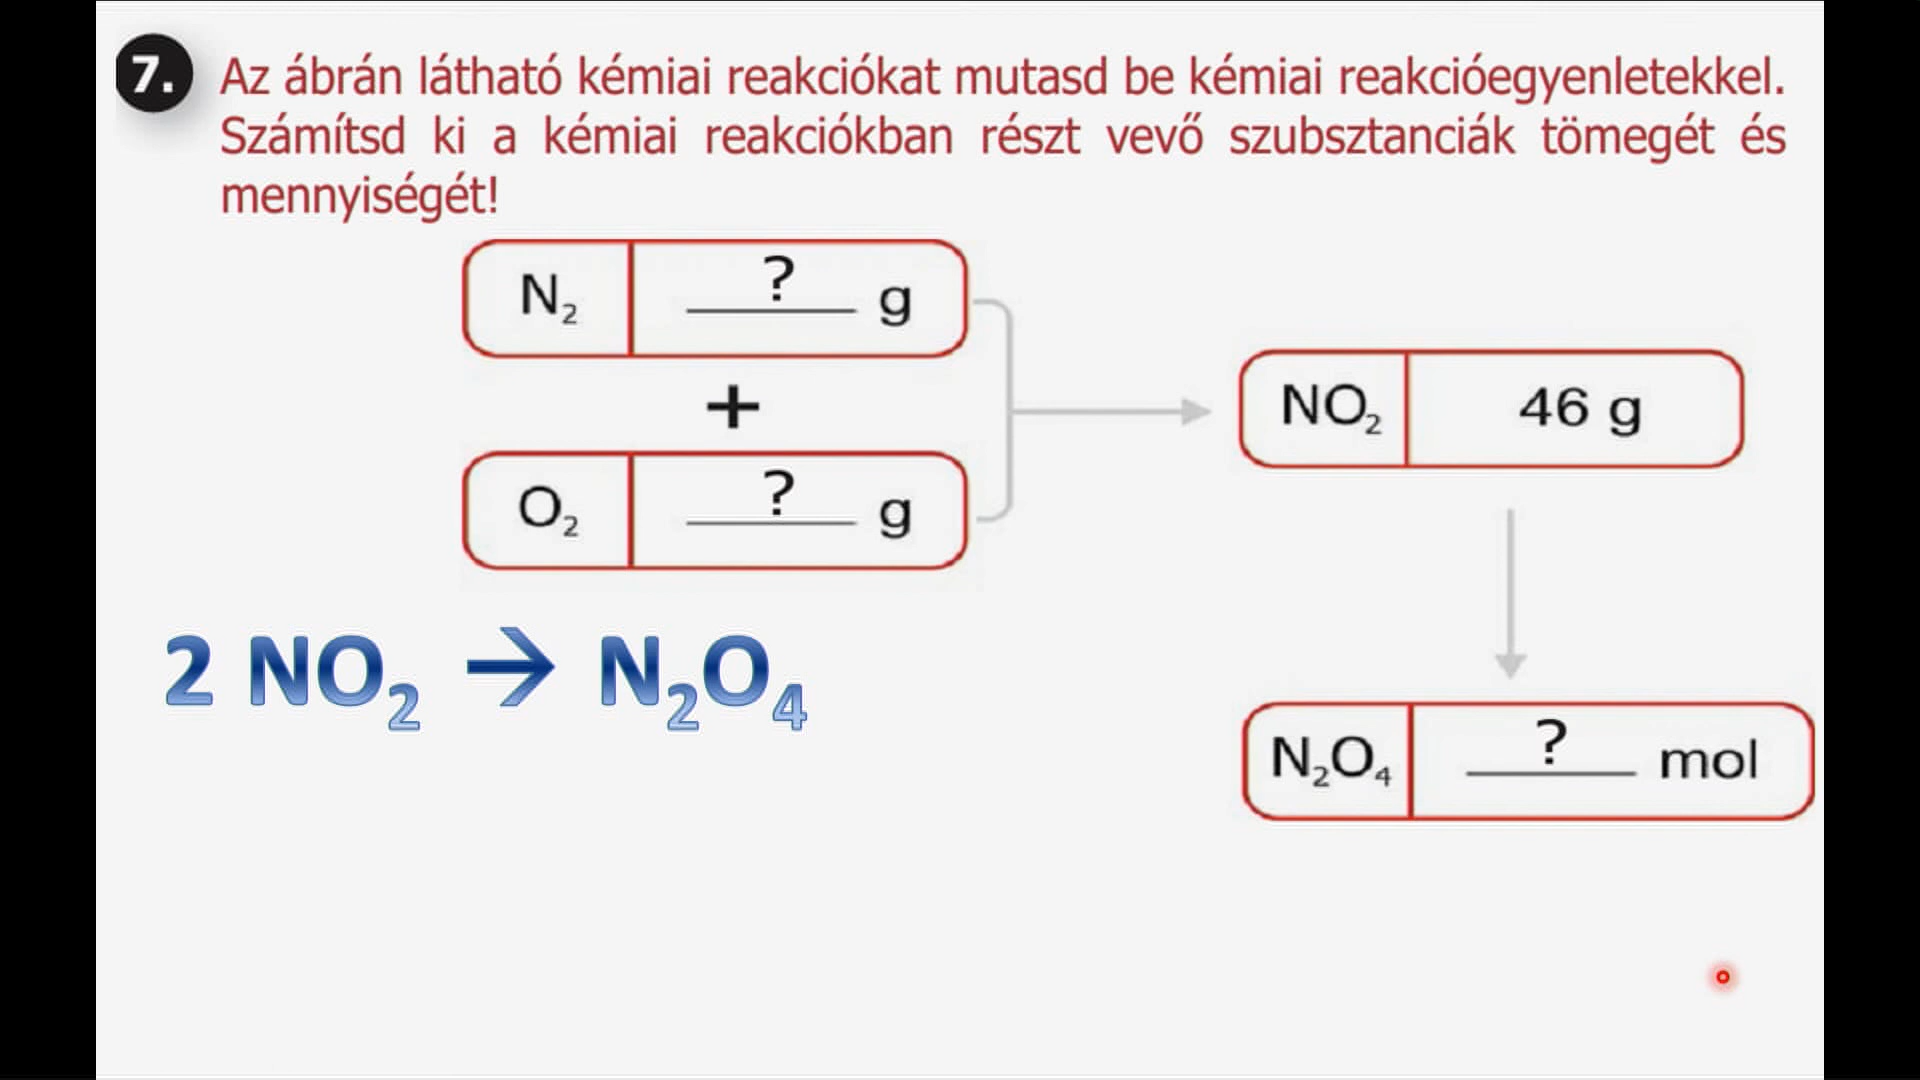 7.
Az ábrán látható kémiai reakciókat mutasd be kémiai reakcióegyenletekkel.
Számítsd ki a kémiai reakciókban részt vevő szubsztanciák tömegét és
mennyiségét!
N₂ ? g
+
O₂ ? g
NO₂ 46 g
2 NO₂ → N₂O₄
N₂O₄ ? mol